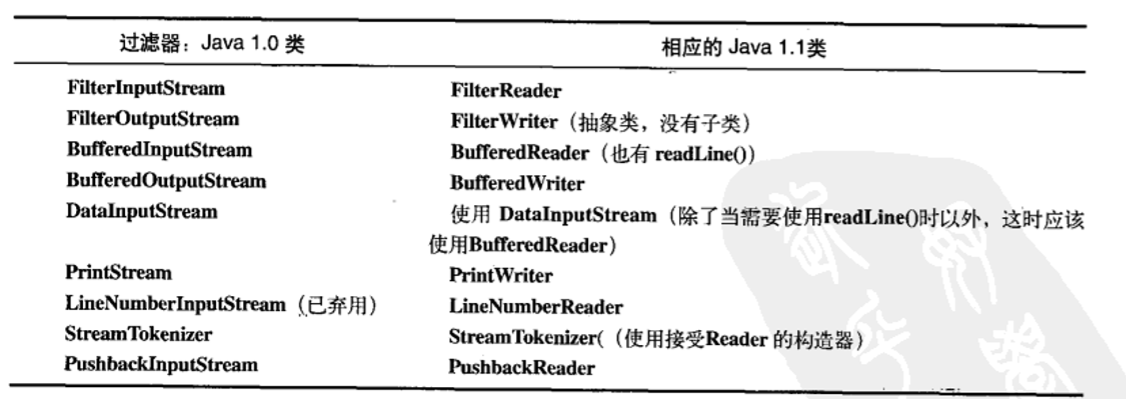 过滤器：Java 1.0 类 相应的 Java 1.1类
FilterInputStream FilterReader
FilterOutputStream FilterWriter（抽象类，没有子类）
BufferedInputStream BufferedReader（也有 readLine()）
BufferedOutputStream BufferedWriter
DataInputStream 使用 DataInputStream（除了当需要使用readLine()时以外，这时应该
使用BufferedReader）
PrintStream PrintWriter
LineNumberInputStream（已弃用） LineNumberReader
StreamTokenizer StreamTokenizer(（使用接受Reader 的构造器）
PushbackInputStream PushbackReader